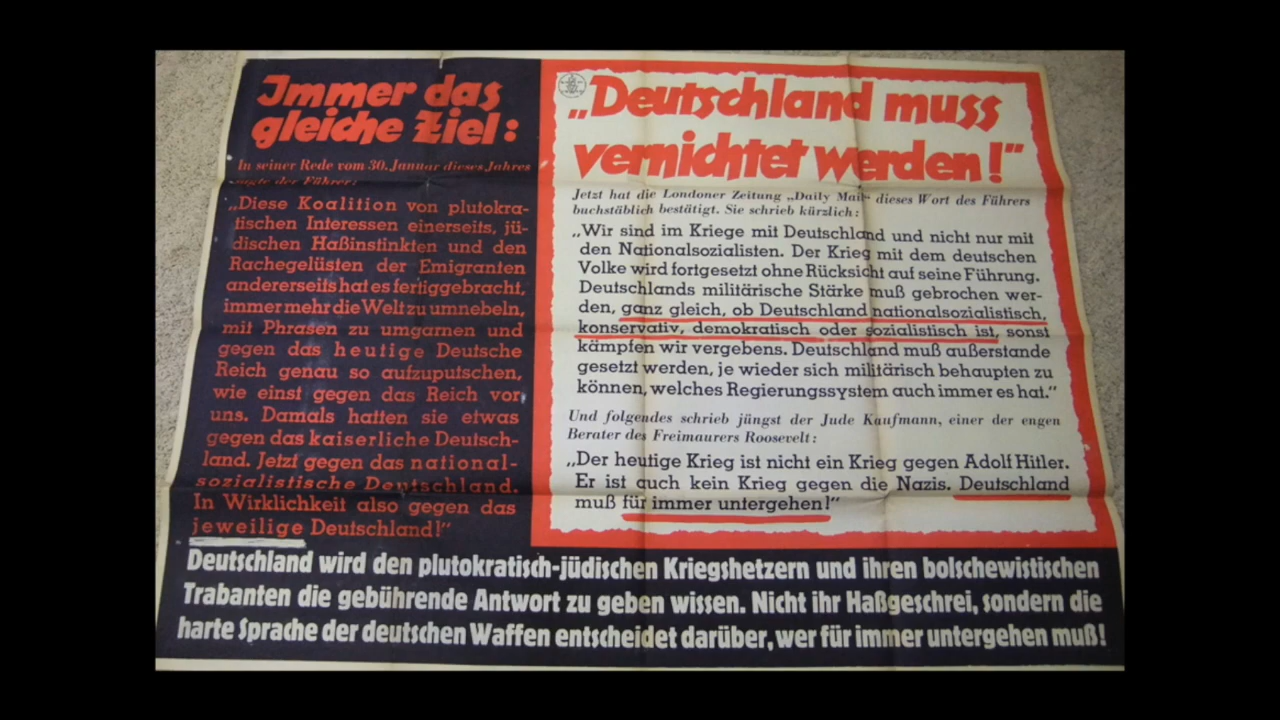 Immer das
gleiche Ziel:
In seiner Rede vom 30. Januar dieses Jahres
sagte der Führer:
„Diese Koalition von plutokra-
tischen Interessen einerseits, jü-
dischen Haßinstinkten und den
Rachegelüsten der Emigranten
andererseits hat es fertiggebracht,
immer mehr die Welt zu umnebeln,
mit Phrasen zu umgarnen und
gegen das heutige Deutsche
Reich genau so aufzuputschen,
wie einst gegen das Reich vor
uns. Damals hatten sie etwas
gegen das kaiserliche Deutsch-
land. Jetzt gegen das national-
sozialistische Deutschland.
In Wirklichkeit also gegen das
jeweilige Deutschland!"
„Deutschland muss
vernichtet werden!"
Jetzt hat die Londoner Zeitung „Daily Mail" dieses Wort des Führers
buchstäblich bestätigt. Sie schrieb kürzlich:
„Wir sind im Kriege mit Deutschland und nicht nur mit
den Nationalsozialisten. Der Krieg mit dem deutschen
Volke wird fortgesetzt ohne Rücksicht auf seine Führung.
Deutschlands militärische Stärke muß gebrochen wer-
den, ganz gleich, ob Deutschland nationalsozialistisch,
konservativ, demokratisch oder sozialistisch ist, sonst
kämpfen wir vergebens. Deutschland muß außerstande
gesetzt werden, je wieder sich militärisch behaupten zu
können, welches Regierungssystem auch immer es hat."
Und folgendes schrieb jüngst der Jude Kaufmann, einer der engen
Berater des Freimaurers Roosevelt:
„Der heutige Krieg ist nicht ein Krieg gegen Adolf Hitler.
Er ist auch kein Krieg gegen die Nazis. Deutschland
muß für immer untergehen!"
Deutschland wird den plutokratisch-jüdischen Kriegshetzern und ihren bolschewistischen
Trabanten die gebührende Antwort zu geben wissen. Nicht ihr Haßgeschrei, sondern die
harte Sprache der deutschen Waffen entscheidet darüber, wer für immer untergehen muß!